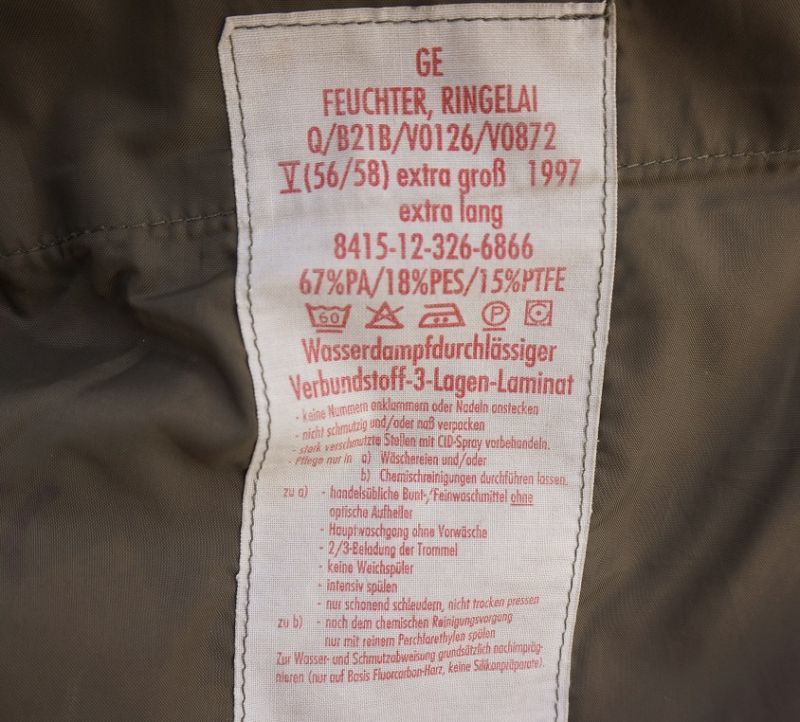 GE
FEUCHTER, RINGELAI
Q/B21B/V0126/V0872
V(56/58) extra groß 1997
extra lang
8415-12-326-6866
67%PA/18%PES/15%PTFE
60 P
Wasserdampfdurchlässiger
Verbundstoff-3-Lagen-Laminat
- keine Nummern anklammern oder Nadeln anstecken
- nicht schmutzig und/oder naß verpacken
- stark verschmutzte Stellen mit CID-Spray vorbehandeln.
- Pflege nur in a) Wäschereien und/oder
b) Chemischreinigungen durchführen lassen.
zu a) - handelsübliche Bunt-/Feinwaschmittel ohne
optische Aufheller
- Hauptwaschgang ohne Vorwäsche
- 2/3-Beladung der Trommel
- keine Weichspüler
- intensiv spülen
- nur schonend schleudern, nicht trocken pressen
zu b) - nach dem chemischen Reinigungsvorgang
nur mit reinem Perchlorethylen spülen
Zur Wasser- und Schmutzabweisung grundsätzlich nachimpräg-
nieren (nur auf Basis Fluorcarbon-Harz, keine Silikonpräparate).